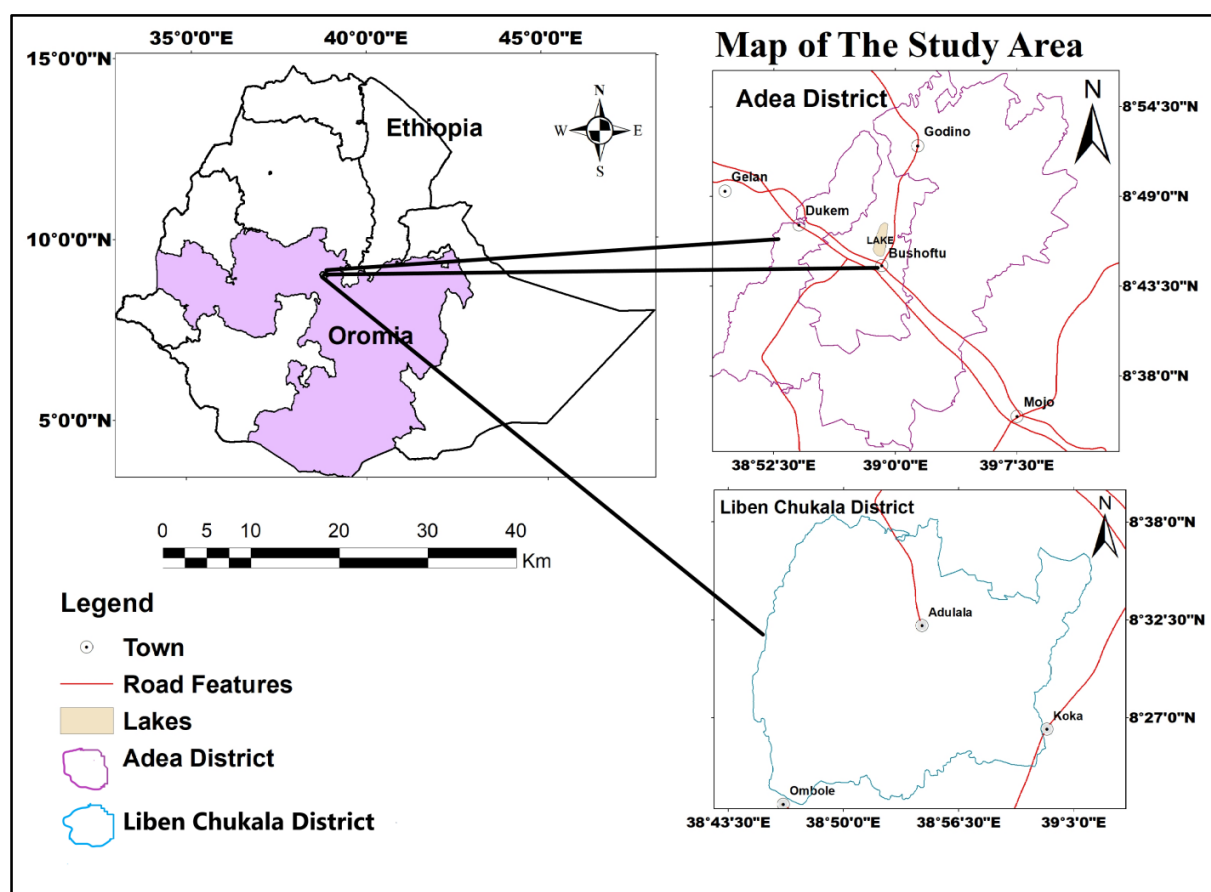 35°0'0"E 40°0'0"E 45°0'0"E
15°0'0"N
10°0'0"N
5°0'0"N
Ethiopia
Oromia
N
W E
S
Map of The Study Area
Adea District
N
Godino
Gelan
Dukem
LAKE
Bushoftu
Mojo
8°54'30"N
8°49'0"N
8°43'30"N
8°38'0"N
38°52'30"E 39°0'0"E 39°7'30"E
Liben Chukala District
N
Adulala
Koka
Ombole
8°38'0"N
8°32'30"N
8°27'0"N
38°43'30"E 38°50'0"E 38°56'30"E 39°3'0"E
0 5 10 20 30 40
Km
Legend
Town
Road Features
Lakes
Adea District
Liben Chukala District